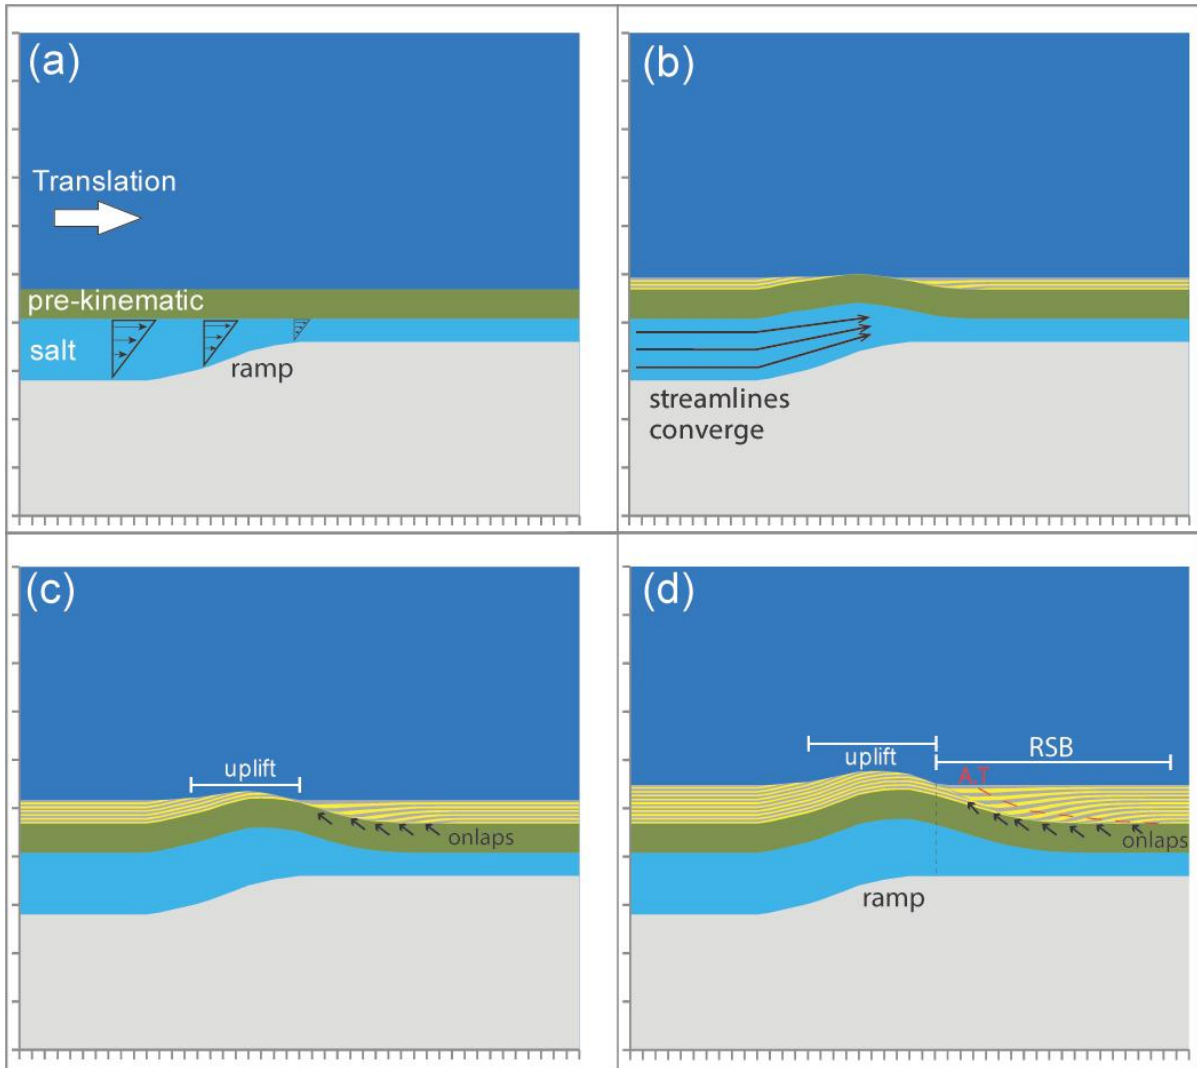 (a)
Translation
pre-kinematic
salt
ramp
(b)
streamlines
converge
(c)
uplift
onlaps
(d)
uplift
RSB
A.T
onlaps
ramp